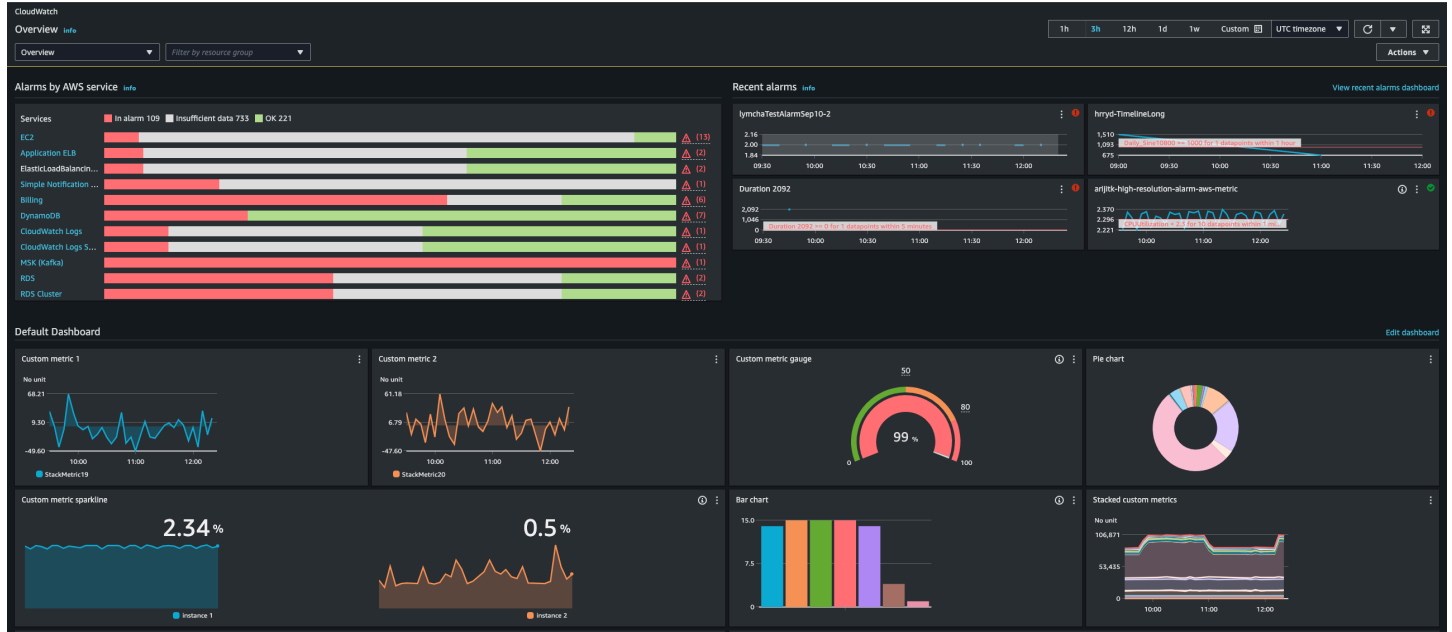 CloudWatch
Overview Info
1h 3h 12h 1d 1w Custom UTC timezone
Overview Filter by resource group Actions
Alarms by AWS service Info
Services In alarm 109 Insufficient data 733 OK 221
EC2 (13)
Application ELB (2)
ElasticLoadBalancin... (2)
Simple Notification ... (1)
Billing (6)
DynamoDB (7)
CloudWatch Logs (1)
CloudWatch Logs S... (1)
MSK (Kafka) (1)
RDS (2)
RDS Cluster (2)
Recent alarms Info View recent alarms dashboard
lymchaTestAlarmSep10-2
2.16
2.00
1.84
09:30 10:00 10:30 11:00 11:30 12:00
hrryd-TimelineLong
1,510
1,093
675
Daily_Sine10800 >= 1000 for 1 datapoints within 1 hour
09:00 09:30 10:00 10:30 11:00 11:30 12:00
Duration 2092
2,092
1,046
0
Duration 2092 >= 0 for 1 datapoints within 5 minutes
09:30 10:00 10:30 11:00 11:30 12:00
arijitk-high-resolution-alarm-aws-metric
2.370
2.296
2.221
CPUUtilization < 2.5 for 10 datapoints within 1 mi...
10:00 11:00 12:00
Default Dashboard Edit dashboard
Custom metric 1
No unit
68.21
9.30
-49.60
10:00 11:00 12:00
StackMetric19
Custom metric 2
No unit
61.18
6.79
-47.60
10:00 11:00 12:00
StackMetric20
Custom metric gauge
50
80
99 %
0 100
Pie chart
Custom metric sparkline
2.34 %
instance 1
0.5 %
instance 2
Bar chart
15.0
7.5
0
Stacked custom metrics
No unit
106,871
53,435
0
10:00 11:00 12:00